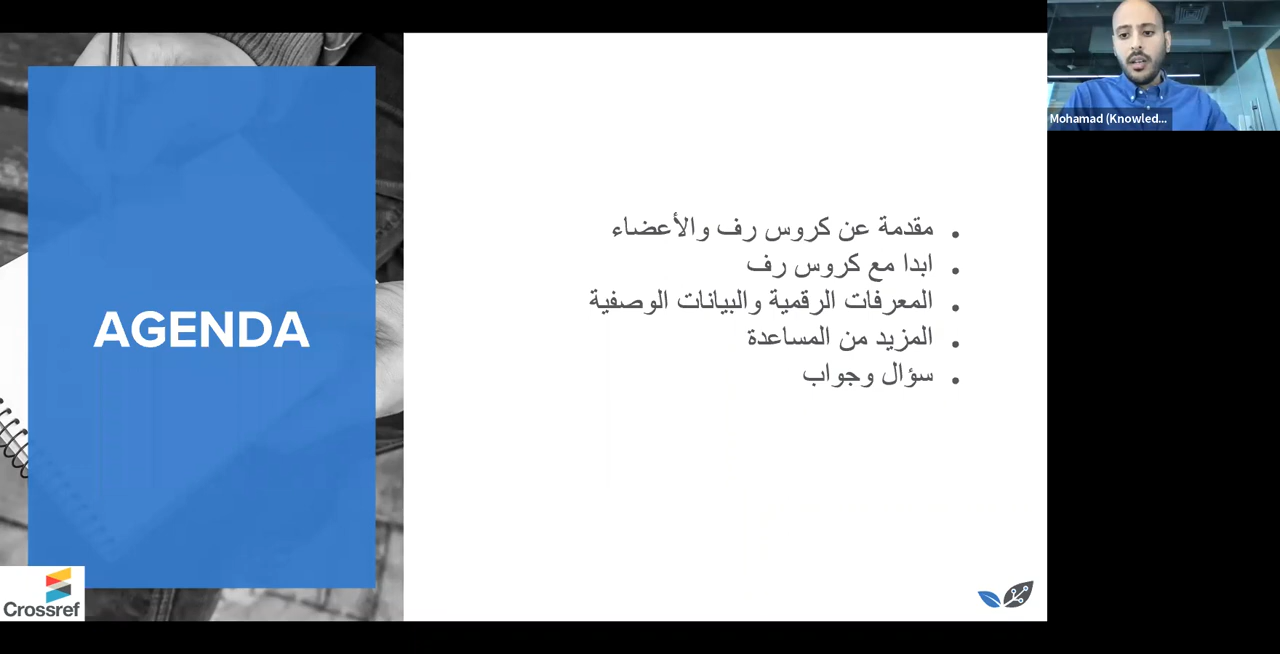 AGENDA
مقدمة عن كروس رف والأعضاء
ابدا مع كروس رف
المعرفات الرقمية والبيانات الوصفية
المزيد من المساعدة
سؤال وجواب
Crossref
Mohamad (Knowled...